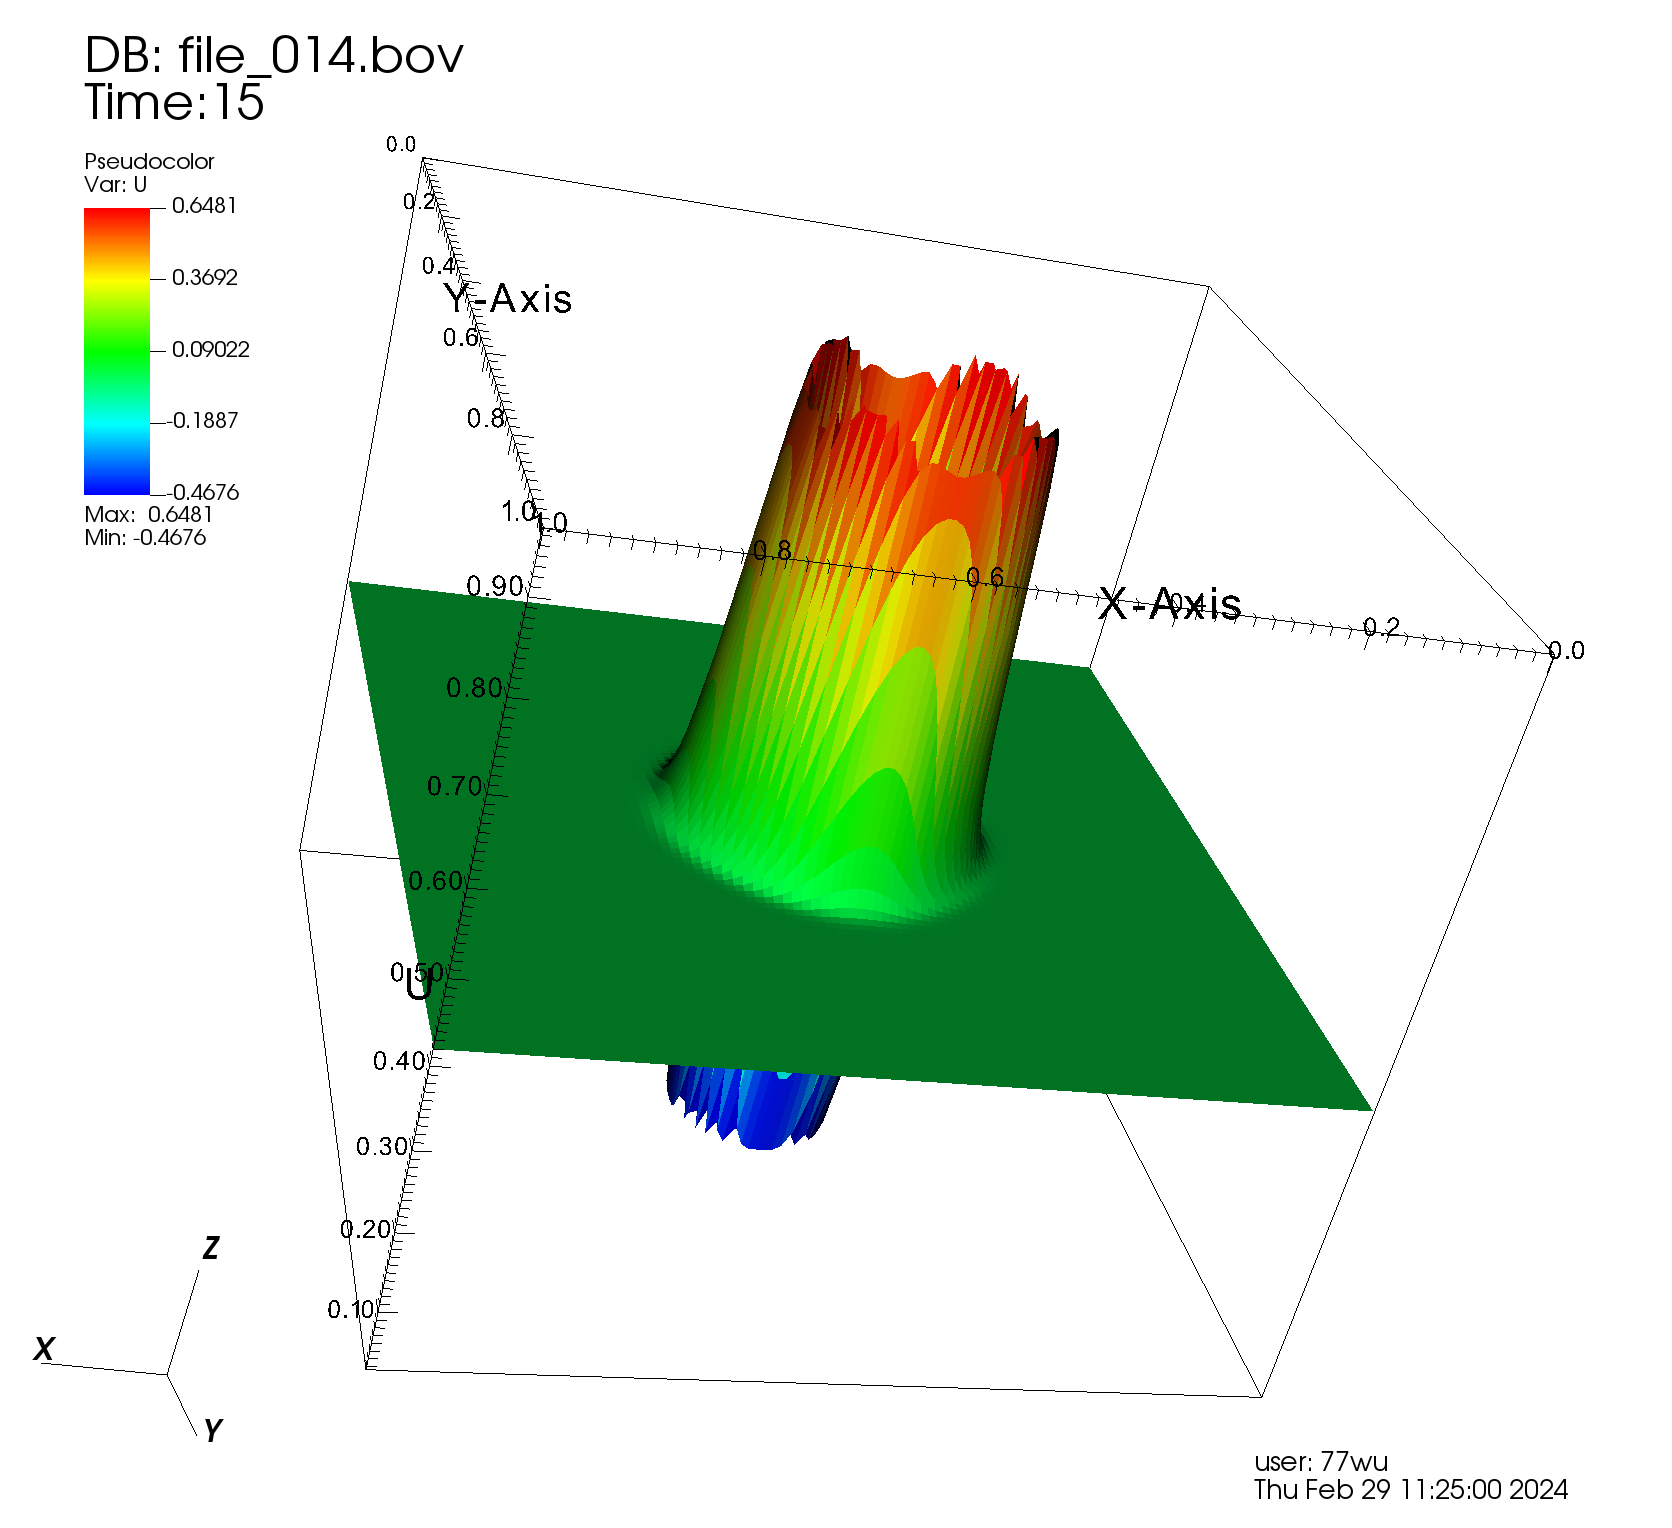 DB: file_014.bov
Time:15
Pseudocolor
Var: U
0.6481
0.3692
0.09022
-0.1887
-0.4676
Max: 0.6481
Min: -0.4676
0.0
0.2
0.4
Y-Axis
0.6
0.8
1.0
1.0
0.8
0.6
X-Axis
0.4
0.2
0.0
0.90
0.80
0.70
0.60
0.50
U
0.40
0.30
0.20
0.10
Z
X
Y
user: 77wu
Thu Feb 29 11:25:00 2024